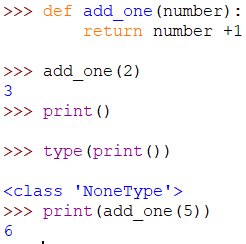 >>> def add_one(number):
        return number +1

>>> add_one(2)
3
>>> print()

>>> type(print())

<class 'NoneType'>
>>> print(add_one(5))
6